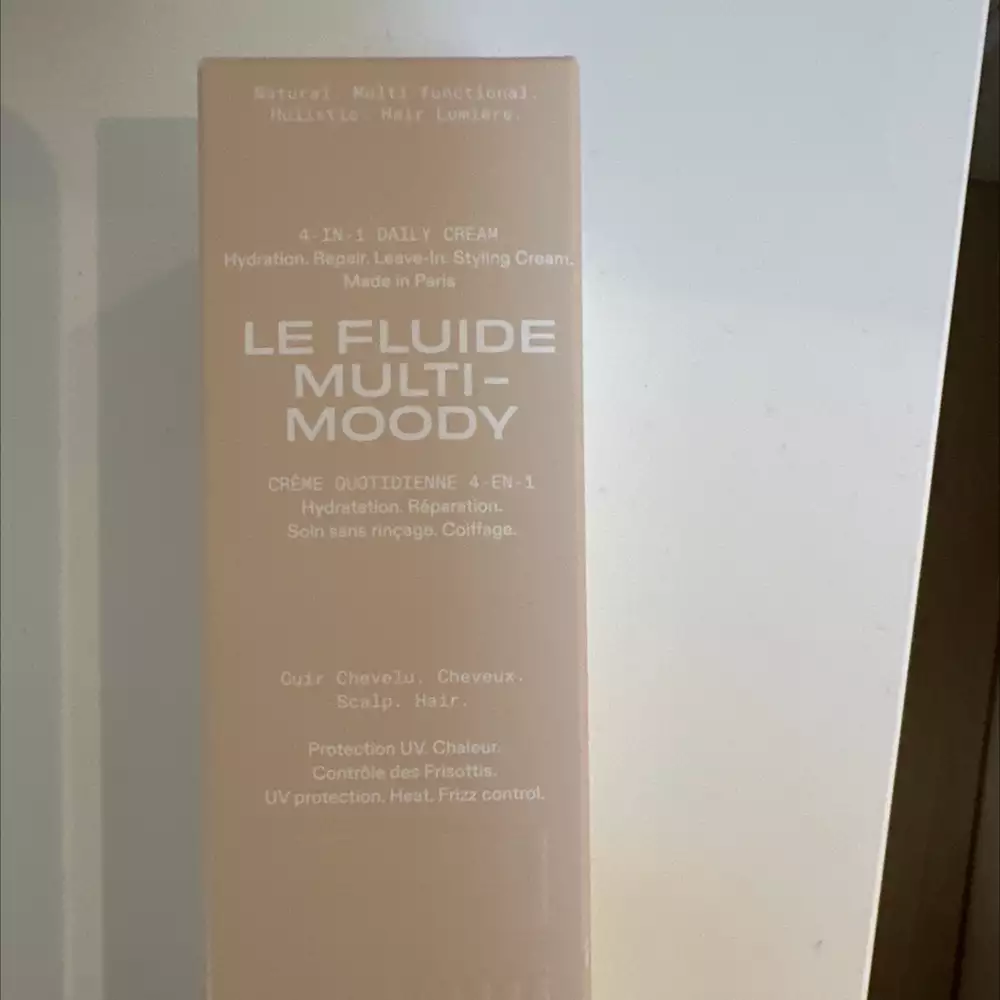 Natural. Multi functional.
Holistic. Hair Lumière.
4-IN-1 DAILY CREAM
Hydration. Repair. Leave-In. Styling Cream.
Made in Paris
LE FLUIDE
MULTI-
MOODY
CRÈME QUOTIDIENNE 4-EN-1
Hydratation. Réparation.
Soin sans rinçage. Coiffage.
Cuir Chevelu. Cheveux.
Scalp. Hair.
Protection UV. Chaleur.
Contrôle des Frisottis.
UV protection. Heat. Frizz control.